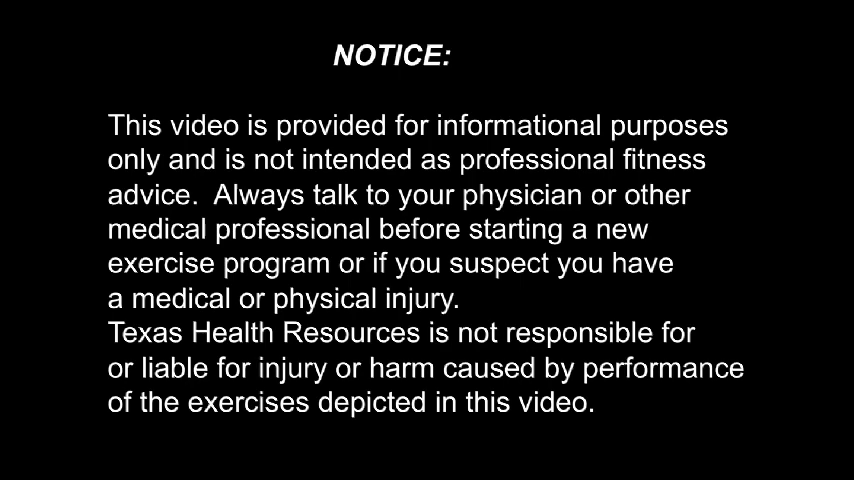 NOTICE:
This video is provided for informational purposes
only and is not intended as professional fitness
advice.  Always talk to your physician or other
medical professional before starting a new
exercise program or if you suspect you have
a medical or physical injury.
Texas Health Resources is not responsible for
or liable for injury or harm caused by performance
of the exercises depicted in this video.